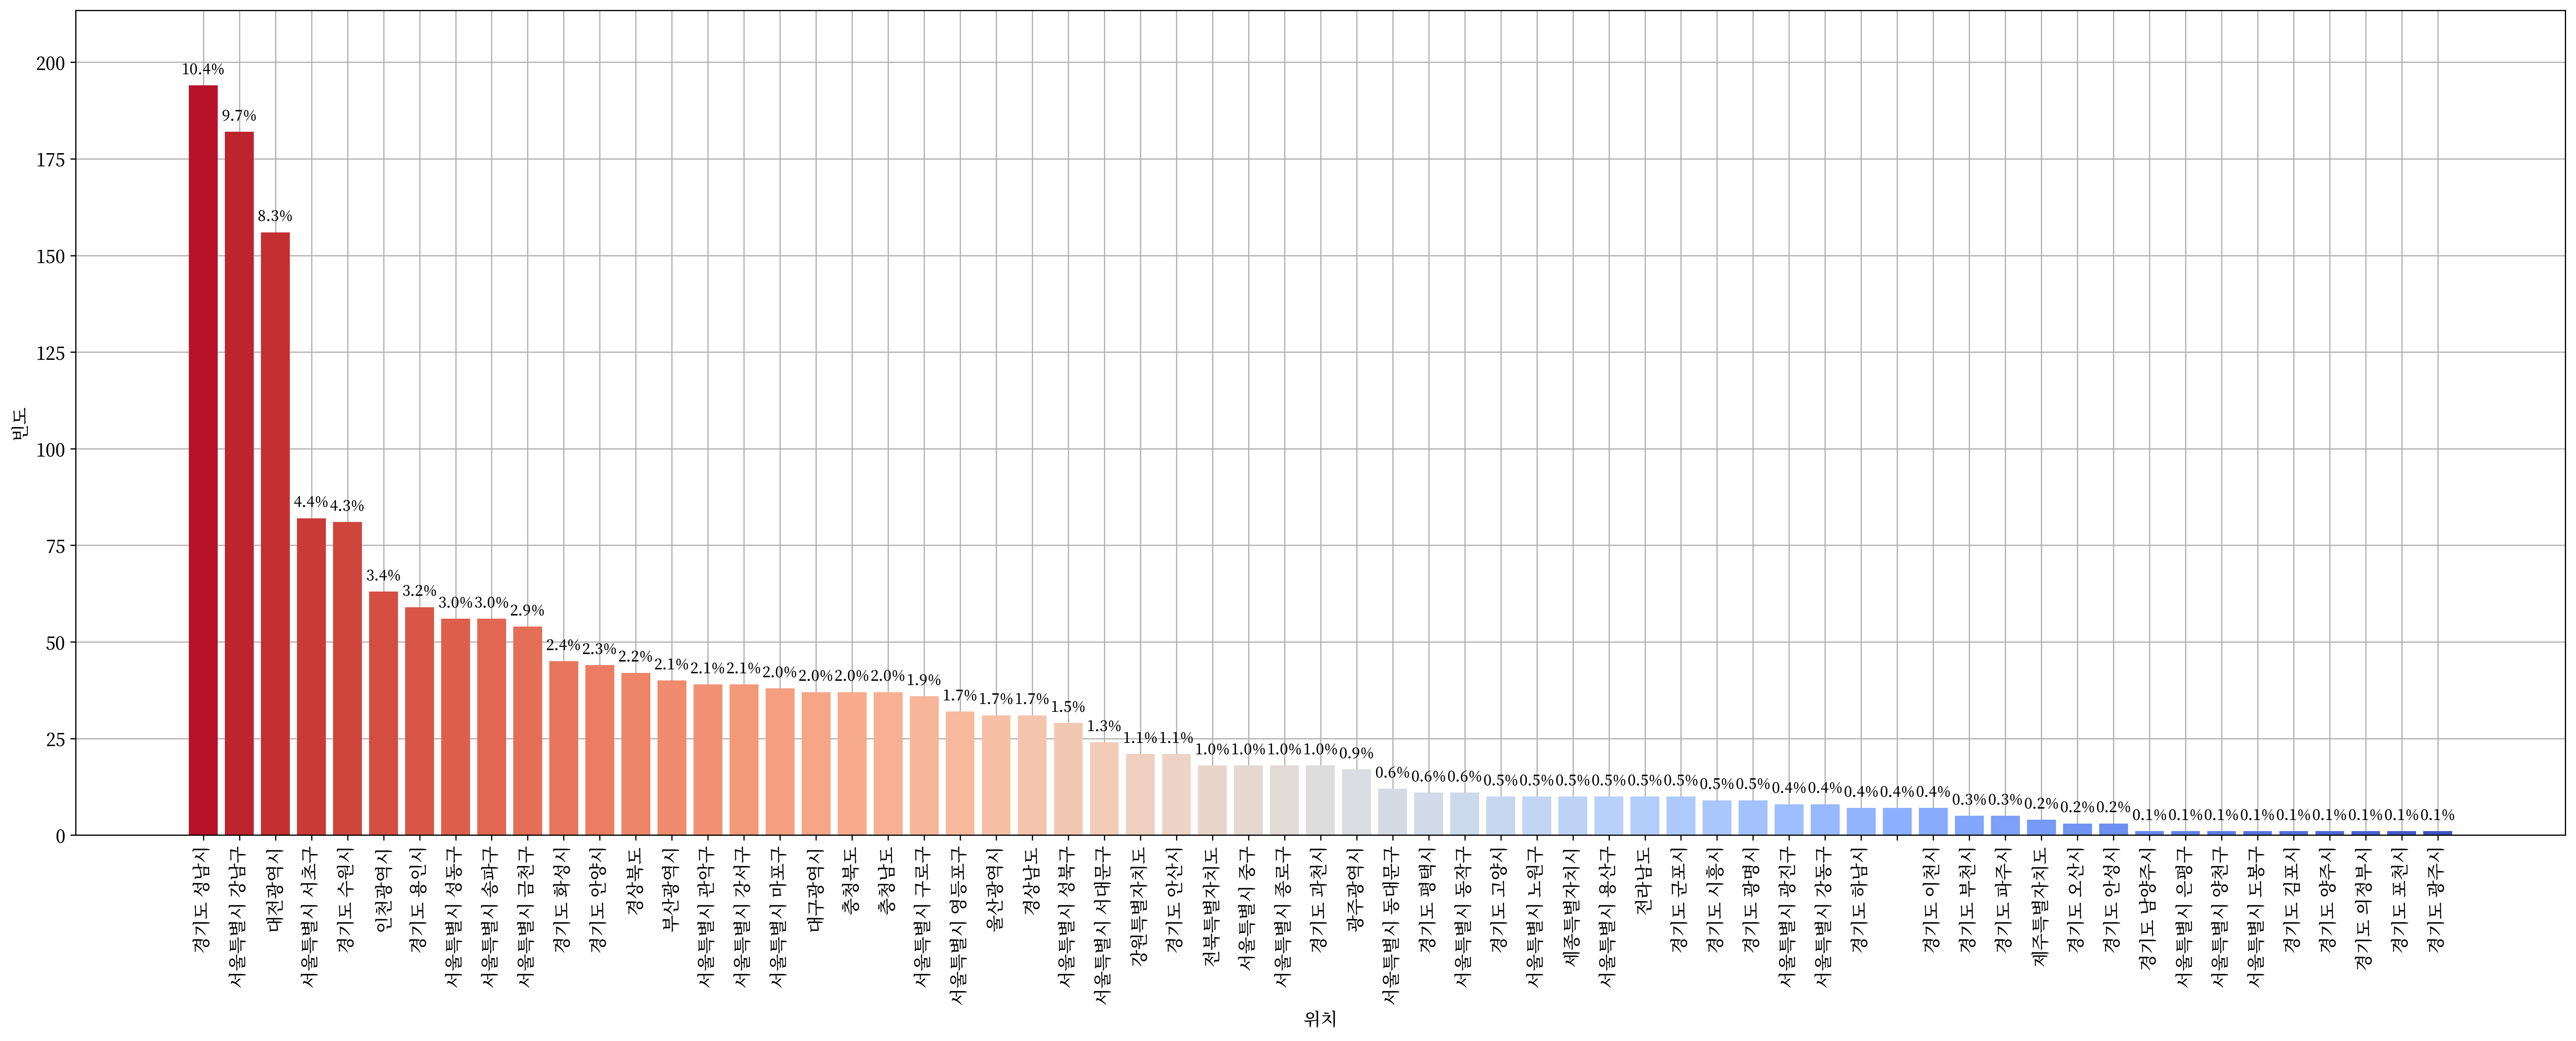 빈도
200
175
150
125
100
75
50
25
0
10.4%
9.7%
8.3%
4.4%
4.3%
3.4%
3.2%
3.0%
3.0%
2.9%
2.4%
2.3%
2.2%
2.1%
2.1%
2.1%
2.0%
2.0%
2.0%
2.0%
1.9%
1.7%
1.7%
1.7%
1.5%
1.3%
1.1%
1.1%
1.0%
1.0%
1.0%
1.0%
0.9%
0.6%
0.6%
0.6%
0.5%
0.5%
0.5%
0.5%
0.5%
0.5%
0.5%
0.5%
0.4%
0.4%
0.4%
0.4%
0.4%
0.3%
0.3%
0.2%
0.2%
0.2%
0.1%
0.1%
0.1%
0.1%
0.1%
0.1%
0.1%
0.1%
0.1%
경기도 성남시
서울특별시 강남구
대전광역시
서울특별시 서초구
경기도 수원시
인천광역시
경기도 용인시
서울특별시 성동구
서울특별시 송파구
서울특별시 금천구
경기도 화성시
경기도 안양시
경상북도
부산광역시
서울특별시 관악구
서울특별시 강서구
서울특별시 마포구
대구광역시
충청북도
충청남도
서울특별시 구로구
서울특별시 영등포구
울산광역시
경상남도
서울특별시 성북구
서울특별시 서대문구
강원특별자치도
경기도 안산시
전북특별자치도
서울특별시 중구
서울특별시 종로구
경기도 과천시
광주광역시
서울특별시 동대문구
경기도 평택시
서울특별시 동작구
경기도 고양시
서울특별시 노원구
세종특별자치시
서울특별시 용산구
전라남도
경기도 군포시
경기도 시흥시
경기도 광명시
서울특별시 광진구
서울특별시 강동구
경기도 하남시
경기도 이천시
경기도 부천시
경기도 파주시
제주특별자치도
경기도 오산시
경기도 안성시
경기도 남양주시
서울특별시 은평구
서울특별시 양천구
서울특별시 도봉구
경기도 김포시
경기도 양주시
경기도 의정부시
경기도 포천시
경기도 광주시
위치